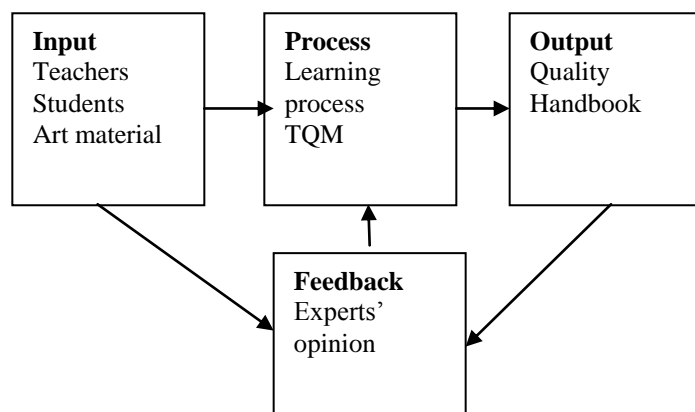 Input
Teachers
Students
Art material
Process
Learning
process
TQM
Output
Quality
Handbook
Feedback
Experts’
opinion